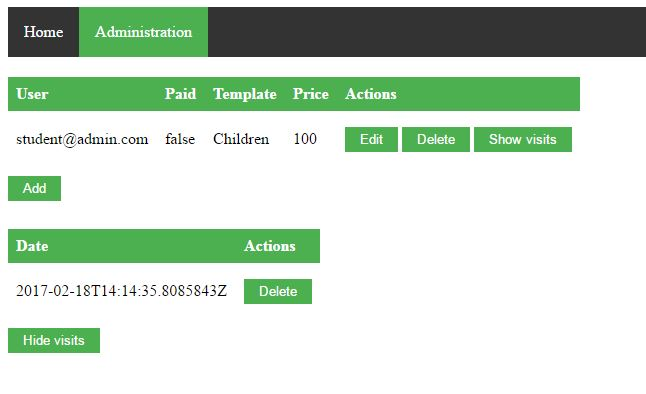 Home Administration
User Paid Template Price Actions
student@admin.com false Children 100 Edit Delete Show visits
Add
Date Actions
2017-02-18T14:14:35.8085843Z Delete
Hide visits